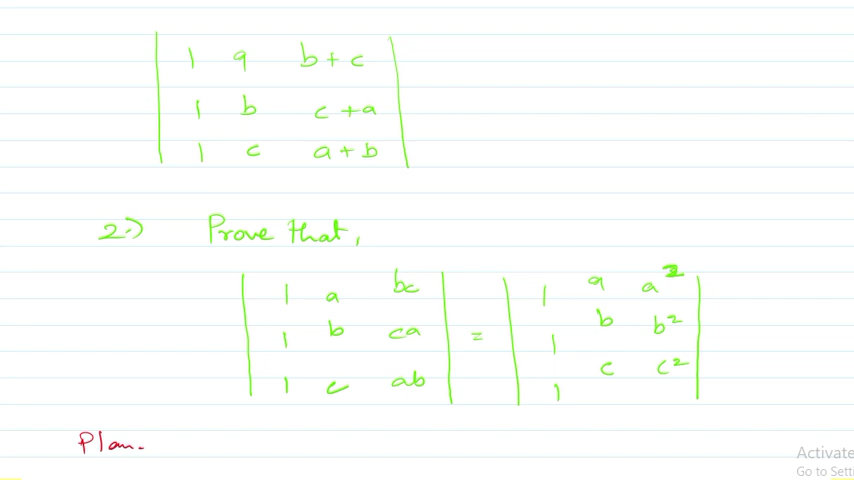 1 a b+c
1 b c+a
1 c a+b
2.) Prove that,
1 a bc = 1 a a²
1 b ca 1 b b²
1 c ab 1 c c²
Plan.
Activate
Go to Setti